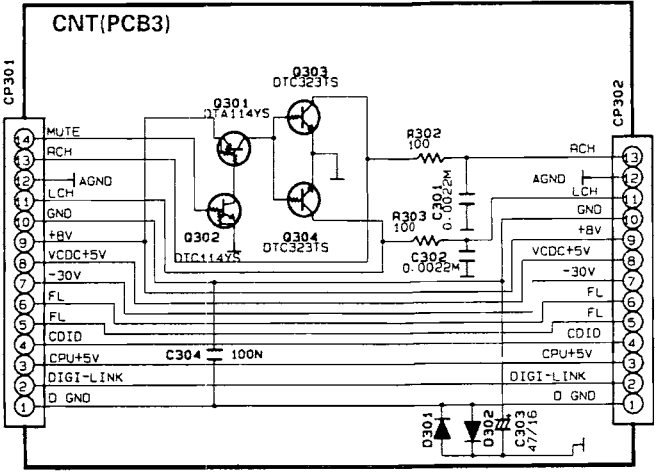 CNT(PCB3)
CP301
14 MUTE
13 RCH
12 AGND
11 LCH
10 GND
9 +8V
8 VCDC+5V
7 -30V
6 FL
5 FL
4 CDID
3 CPU+5V
2 DIGI-LINK
1 D GND
Q301
DTA114YS
Q303
DTC323TS
Q302
DTC114YS
Q304
DTC323TS
R302
100
C301
0.0022M
R303
100
C302
0.0022M
C304 100N
D301
D302
C303
47/16
CP302
RCH 13
AGND 12
LCH 11
GND 10
+8V 9
VCDC+5V 8
-30V 7
FL 6
FL 5
CDID 4
CPU+5V 3
DIGI-LINK 2
D GND 1